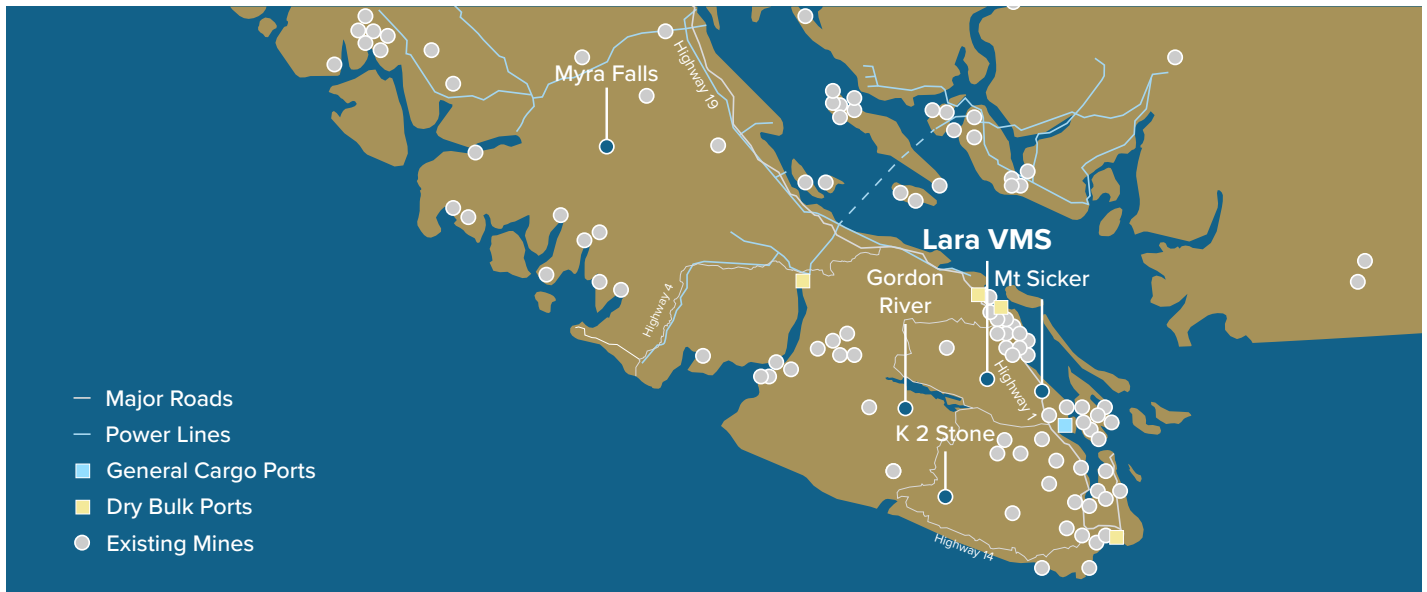 Myra Falls
Highway 19
Lara VMS
Gordon
River
Mt Sicker
Highway 4
Highway 1
K 2 Stone
Highway 14
Major Roads
Power Lines
General Cargo Ports
Dry Bulk Ports
Existing Mines